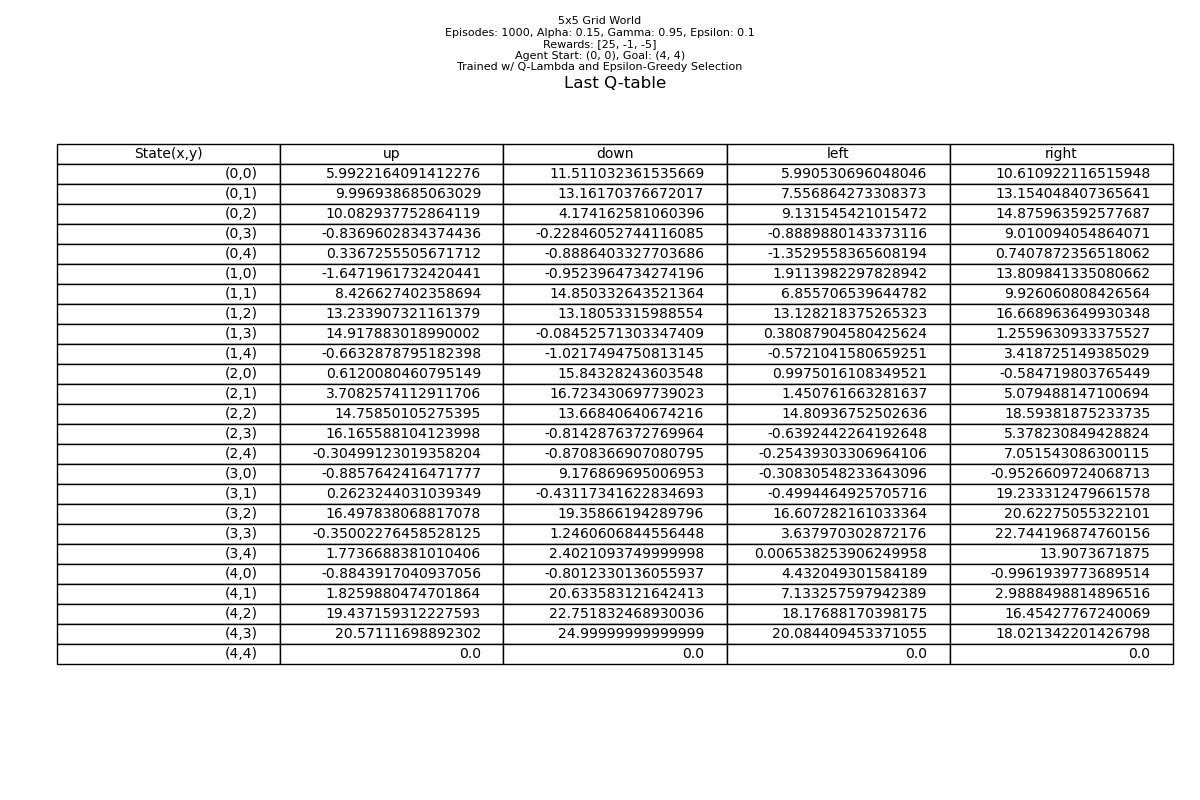 5x5 Grid World
Episodes: 1000, Alpha: 0.15, Gamma: 0.95, Epsilon: 0.1
Rewards: [25, -1, -5]
Agent Start: (0, 0), Goal: (4, 4)
Trained w/ Q-Lambda and Epsilon-Greedy Selection
Last Q-table
State(x,y) up down left right
(0,0) 5.9922164091412276 11.511032361535669 5.990530696048046 10.610922116515948
(0,1) 9.996938685063029 13.16170376672017 7.556864273308373 13.154048407365641
(0,2) 10.082937752864119 4.174162581060396 9.131545421015472 14.875963592577687
(0,3) -0.8369602834374436 -0.22846052744116085 -0.8889880143373116 9.010094054864071
(0,4) 0.3367255505671712 -0.8886403327703686 -1.3529558365608194 0.7407872356518062
(1,0) -1.6471961732420441 -0.9523964734274196 1.9113982297828942 13.809841335080662
(1,1) 8.426627402358694 14.850332643521364 6.855706539644782 9.926060808426564
(1,2) 13.233907321161379 13.18053315988554 13.128218375265323 16.668963649930348
(1,3) 14.917883018990002 -0.08452571303347409 0.38087904580425624 1.2559630933375527
(1,4) -0.6632878795182398 -1.0217494750813145 -0.5721041580659251 3.418725149385029
(2,0) 0.6120080460795149 15.84328243603548 0.9975016108349521 -0.584719803765449
(2,1) 3.7082574112911706 16.723430697739023 1.450761663281637 5.079488147100694
(2,2) 14.75850105275395 13.66840640674216 14.80936752502636 18.59381875233735
(2,3) 16.165588104123998 -0.8142876372769964 -0.6392442264192648 5.378230849428824
(2,4) -0.30499123019358204 -0.8708366907080795 -0.25439303306964106 7.051543086300115
(3,0) -0.8857642416471777 9.176869695006953 -0.30830548233643096 -0.9526609724068713
(3,1) 0.2623244031039349 -0.43117341622834693 -0.4994464925705716 19.233312479661578
(3,2) 16.497838068817078 19.35866194289796 16.607282161033364 20.62275055322101
(3,3) -0.35002276458528125 1.2460606844556448 3.637970302872176 22.744196874760156
(3,4) 1.7736688381010406 2.4021093749999998 0.006538253906249958 13.9073671875
(4,0) -0.8843917040937056 -0.8012330136055937 4.432049301584189 -0.9961939773689514
(4,1) 1.8259880474701864 20.633583121642413 7.133257597942389 2.9888498814896516
(4,2) 19.437159312227593 22.751832468930036 18.17688170398175 16.45427767240069
(4,3) 20.57111698892302 24.99999999999999 20.084409453371055 18.021342201426798
(4,4) 0.0 0.0 0.0 0.0